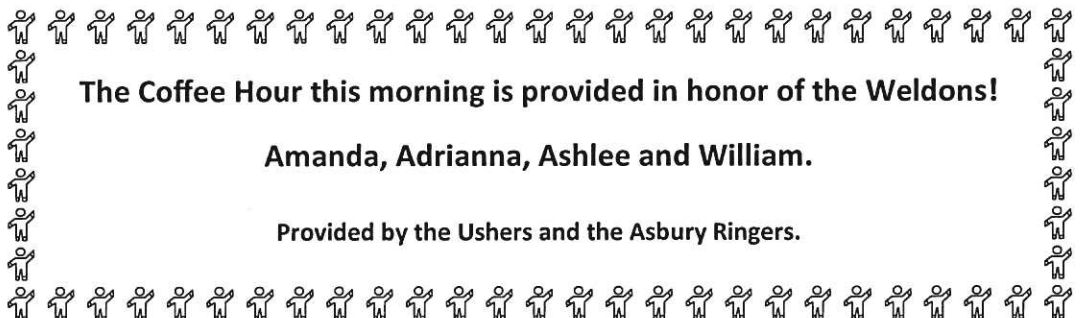 The Coffee Hour this morning is provided in honor of the Weldons!
Amanda, Adrianna, Ashlee and William.
Provided by the Ushers and the Asbury Ringers.